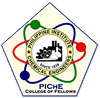 PHILIPPINE INSTITUTE
OF CHEMICAL ENGINEERS
PIChE
COLLEGE OF FELLOWS